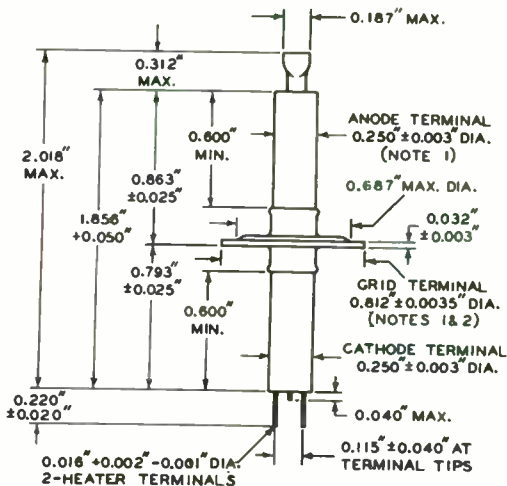 0.187" MAX.
0.312"
MAX.
ANODE TERMINAL
0.250"±0.003" DIA.
(NOTE 1)
0.600"
MIN.
2.018"
MAX.
0.863"
±0.025"
0.687" MAX. DIA.
1.856"
+0.050"
0.032"
±0.003"
0.793"
±0.025"
GRID TERMINAL
0.812"±0.0035" DIA.
(NOTES 1 & 2)
0.600"
MIN.
CATHODE TERMINAL
0.250"±0.003" DIA.
0.220"
±0.020"
0.040" MAX.
0.016"+0.002"-0.001" DIA.
2-HEATER TERMINALS
0.115"±0.040" AT
TERMINAL TIPS